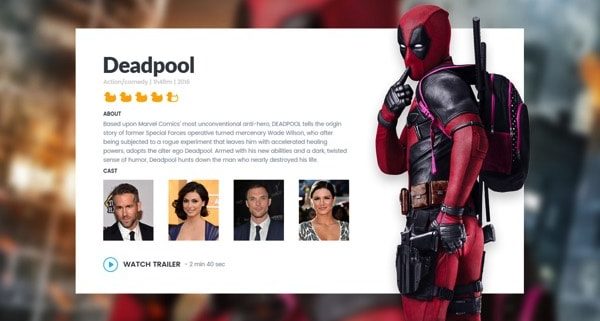 Deadpool
Action/comedy | 1h48m | 2016
ABOUT
Based upon Marvel Comics' most unconventional anti-hero, DEADPOOL tells the origin
story of former Special Forces operative turned mercenary Wade Wilson, who after
being subjected to a rogue experiment that leaves him with accelerated healing
powers, adopts the alter ego Deadpool. Armed with his new abilities and a dark, twisted
sense of humor, Deadpool hunts down the man who nearly destroyed his life.
CAST
WATCH TRAILER - 2 min 40 sec